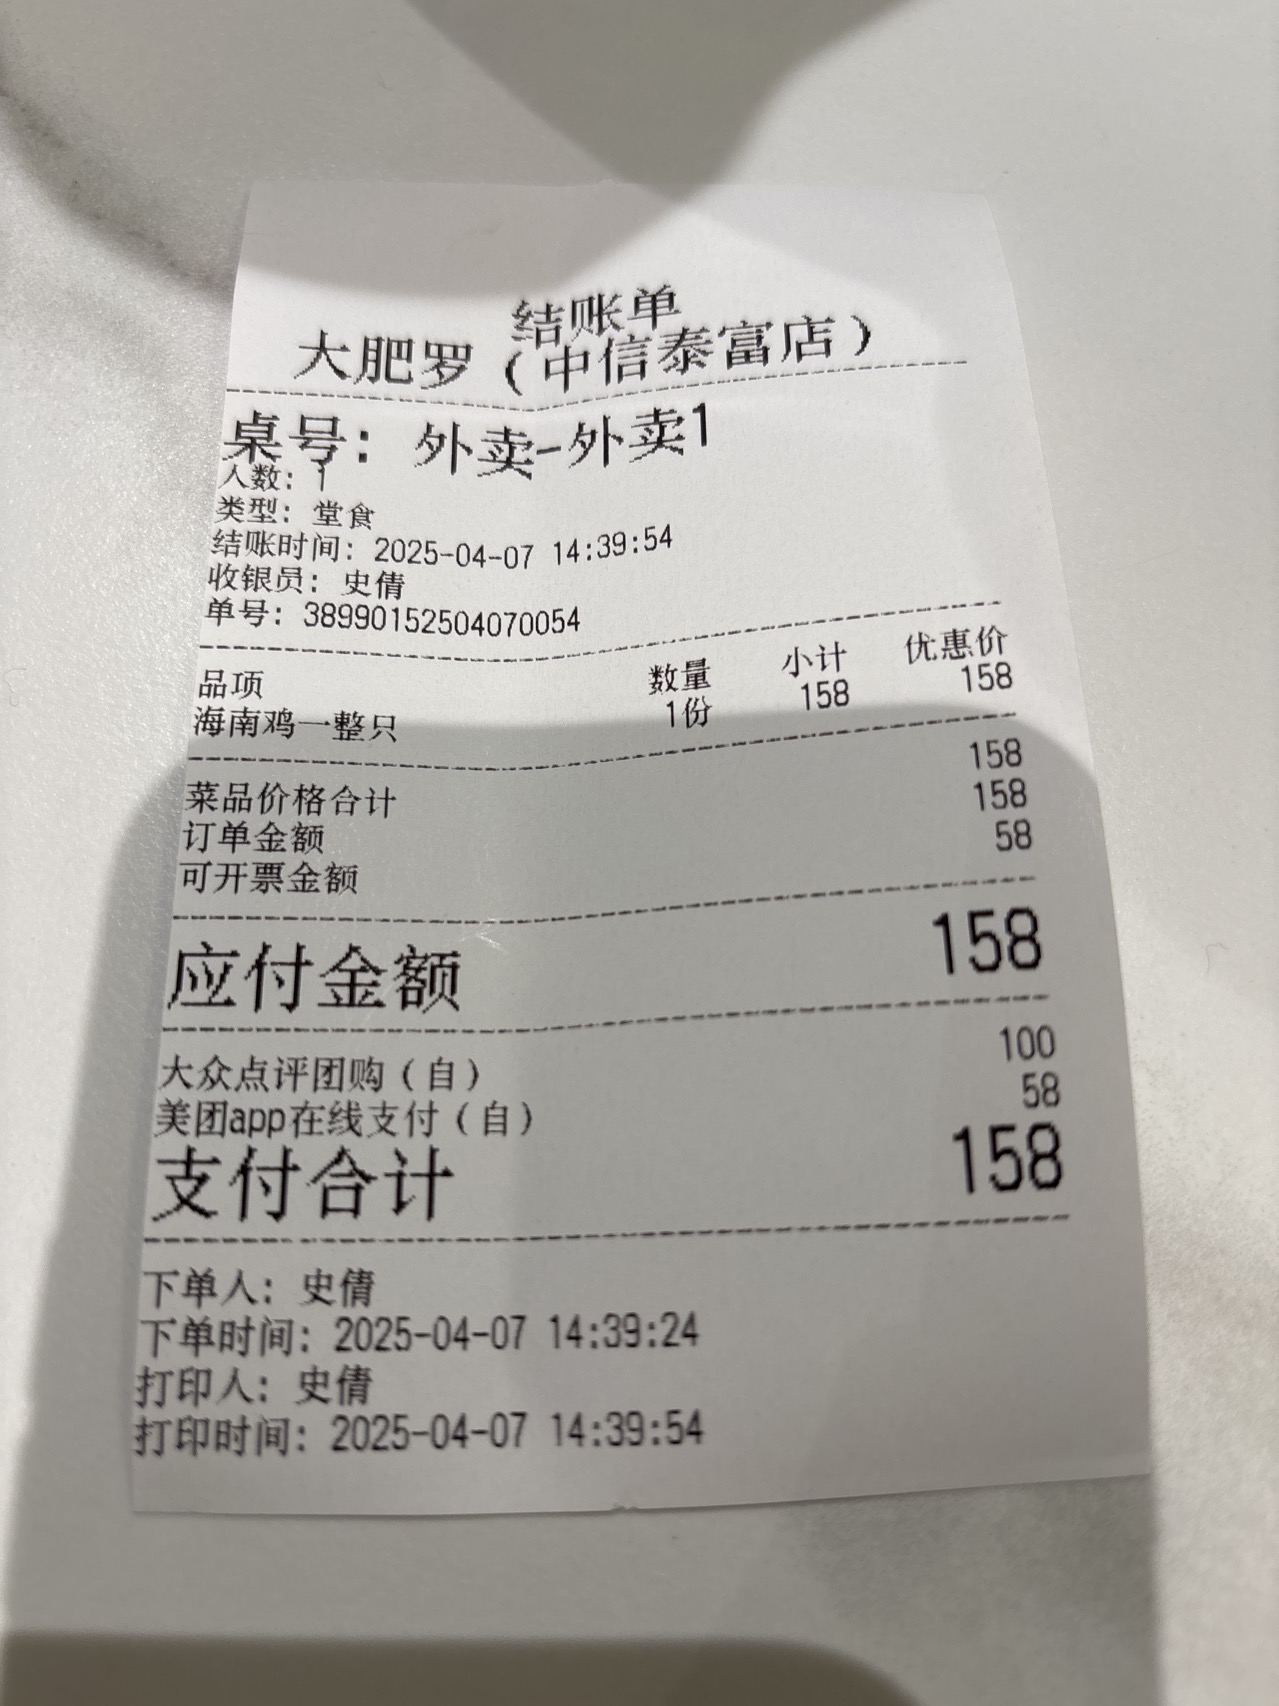 结账单
大肥罗（中信泰富店）
桌号：外卖-外卖1
人数：1
类型：堂食
结账时间：2025-04-07 14:39:54
收银员：史倩
单号：38990152504070054
品项 数量 小计 优惠价
海南鸡一整只 1份 158 158
菜品价格合计 158
订单金额 158
可开票金额 58
应付金额 158
大众点评团购（自） 100
美团app在线支付（自） 58
支付合计 158
下单人：史倩
下单时间：2025-04-07 14:39:24
打印人：史倩
打印时间：2025-04-07 14:39:54